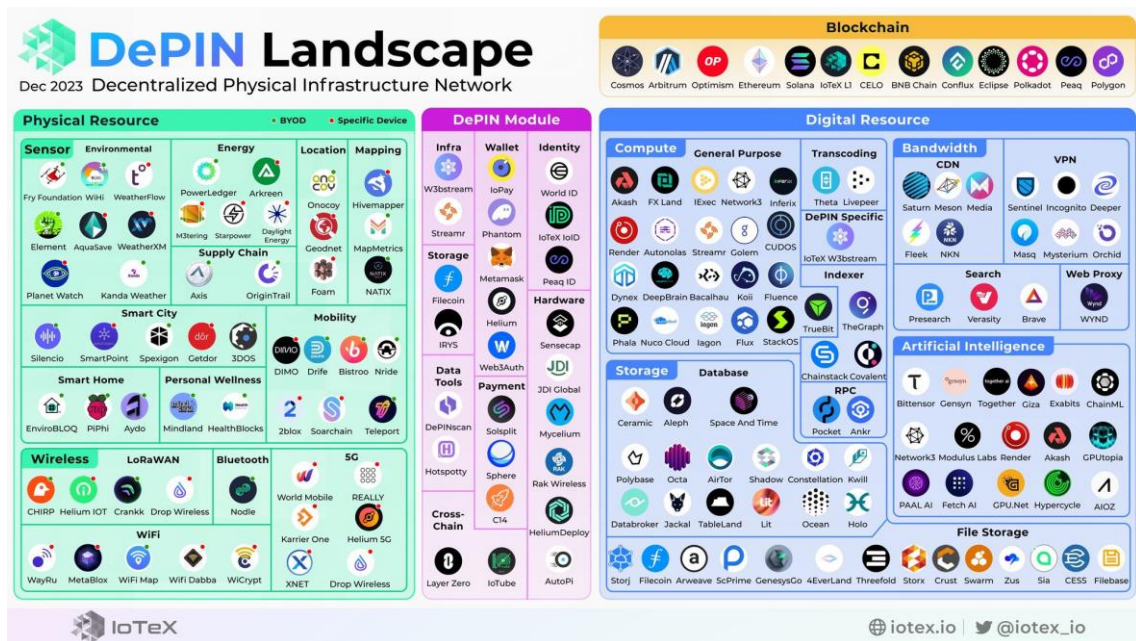 DePIN Landscape
Dec 2023 Decentralized Physical Infrastructure Network
Blockchain
Cosmos Arbitrum Optimism Ethereum Solana IoTeX L1 CELO BNB Chain Conflux Eclipse Polkadot Peaq Polygon
Physical Resource
BYOD
Specific Device
Sensor
Environmental
Fry Foundation WiHi WeatherFlow
Element AquaSave WeatherXM
Planet Watch Kanda Weather
Energy
PowerLedger Arkreen
M3tering Starpower Daylight Energy
Supply Chain
Axis OriginTrail
Location
Onocoy
Geodnet
Foam
Mapping
Hivemapper
MapMetrics
NATIX
Smart City
Silencio SmartPoint Spexigon Getdor 3DOS
Mobility
DIMO Drife Bistroo Nride
2blox Soarchain Teleport
Smart Home
EnviroBLOQ PiPhi Aydo
Personal Wellness
Mindland HealthBlocks
Wireless
LoRaWAN
CHIRP Helium IOT Crankk Drop Wireless
Bluetooth
Nodle
5G
World Mobile REALLY
Karrier One Helium 5G
XNET Drop Wireless
WiFi
WayRu MetaBlox WiFi Map Wifi Dabba WiCrypt
DePIN Module
Infra
W3bstream
Streamr
Storage
Filecoin
IRYS
Data Tools
DePINscan
Hotspotty
Cross-Chain
Layer Zero IoTube
Wallet
IoPay
Phantom
Metamask
Helium
Web3Auth
Payment
Solsplit
Sphere
C14
Identity
World ID
IoTeX IoID
Peaq ID
Hardware
Sensecap
JDI
JDI Global
Mycelium
RAK
Rak Wireless
HeliumDeploy
AutoPi
Digital Resource
Compute
General Purpose
Akash FX Land IExec Network3 Inferix
Render Autonolas Streamr Golem CUDOS
Dynex DeepBrain Bacalhau Koii Fluence
Phala Nuco Cloud Iagon Flux StackOS
Transcoding
Theta Livepeer
DePIN Specific
IoTeX W3bstream
Indexer
TrueBit TheGraph
Chainstack Covalent
RPC
Pocket Ankr
Storage
Database
Ceramic Aleph Space And Time
Polybase Octa AirTor Shadow Constellation Kwill
Databroker Jackal TableLand Lit Ocean Holo
File Storage
Storj Filecoin Arweave ScPrime GenesysGo 4EverLand Threefold Storx Crust Swarm Zus Sia CESS Filebase
Bandwidth
CDN
Saturn Meson Media
Fleek NKN
VPN
Sentinel Incognito Deeper
Masq Mysterium Orchid
Search
Presearch Verasity Brave
Web Proxy
WYND
Artificial Intelligence
Bittensor Gensyn Together Giza Exabits ChainML
Network3 Modulus Labs Render Akash GPUtopia
PAAL AI Fetch AI GPU.Net Hypercycle AIOZ
IoTeX
iotex.io
@iotex_io